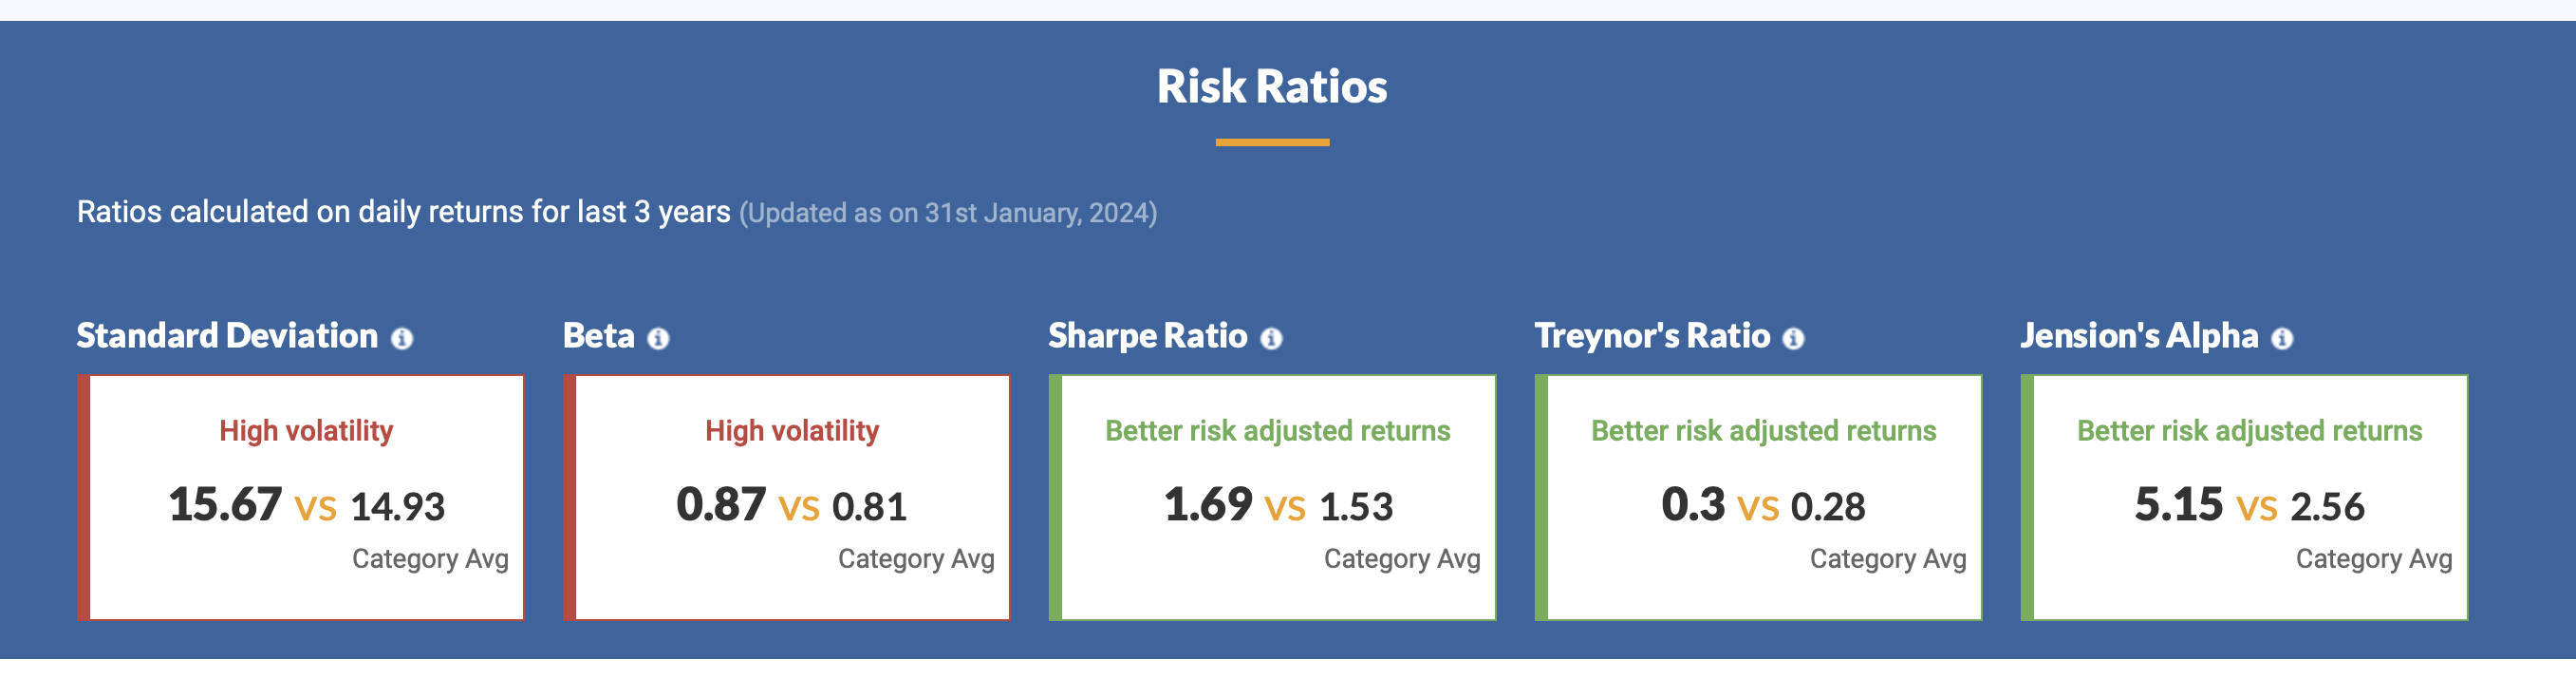 Risk Ratios
Ratios calculated on daily returns for last 3 years (Updated as on 31st January, 2024)
Standard Deviation
High volatility
15.67 VS 14.93
Category Avg
Beta
High volatility
0.87 VS 0.81
Category Avg
Sharpe Ratio
Better risk adjusted returns
1.69 VS 1.53
Category Avg
Treynor's Ratio
Better risk adjusted returns
0.3 VS 0.28
Category Avg
Jension's Alpha
Better risk adjusted returns
5.15 VS 2.56
Category Avg